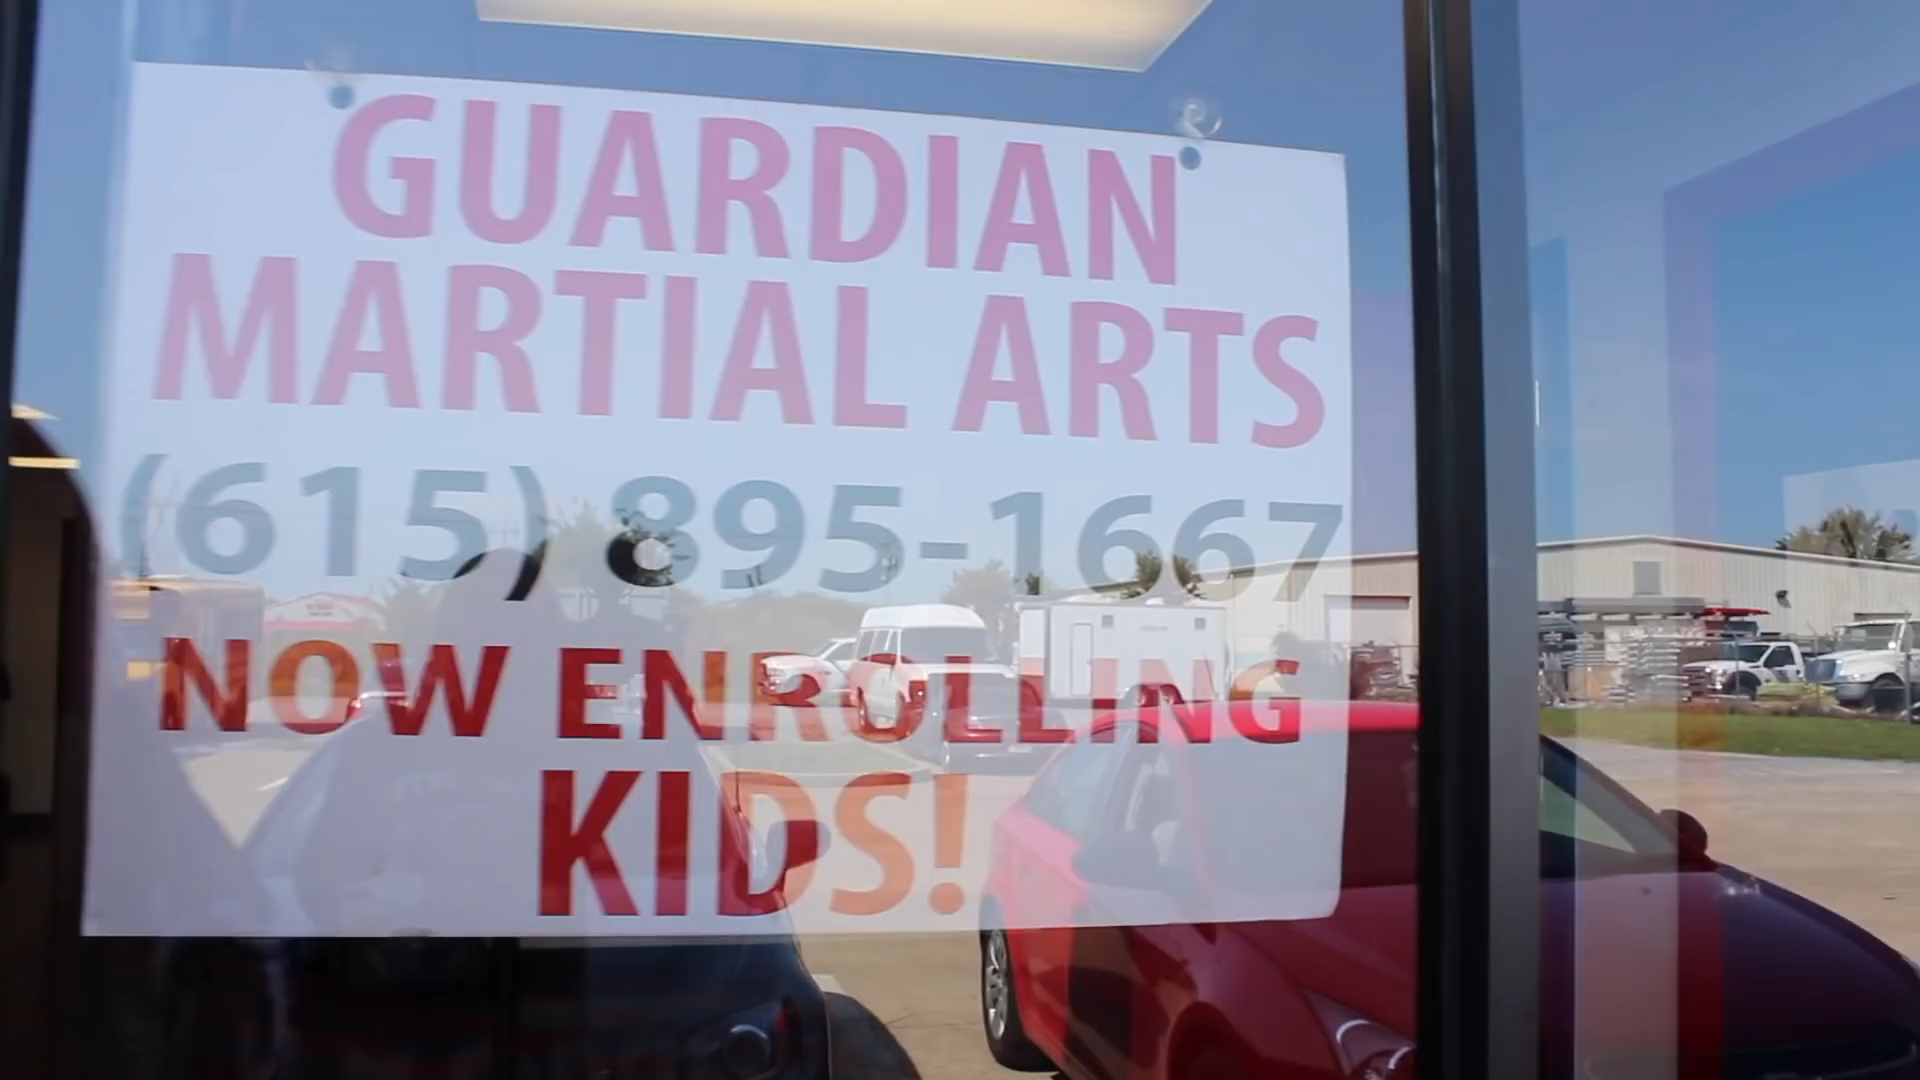 GUARDIAN
MARTIAL ARTS
(615) 895-1667
NOW ENROLLING
KIDS!